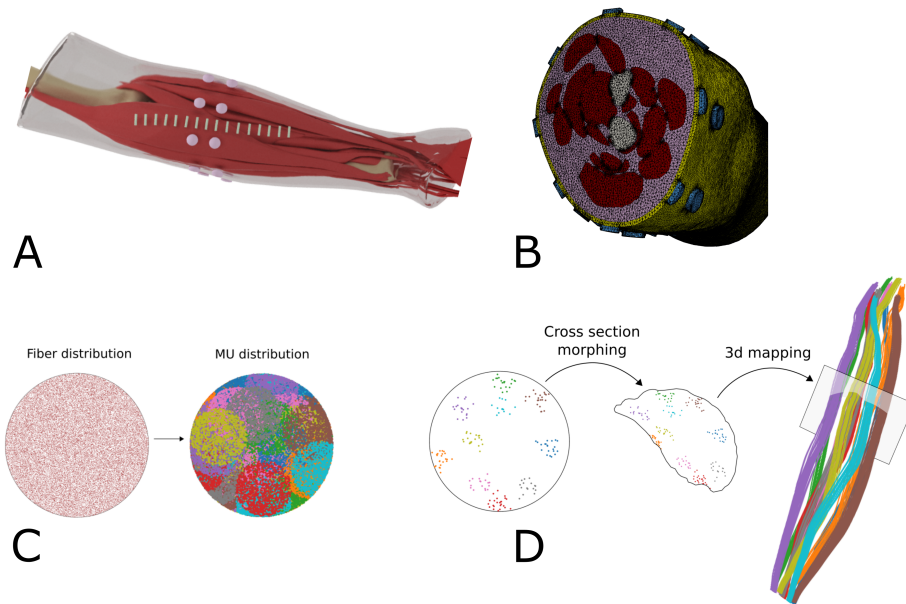 A
B
Fiber distribution
MU distribution
Cross section
morphing
3d mapping
C
D